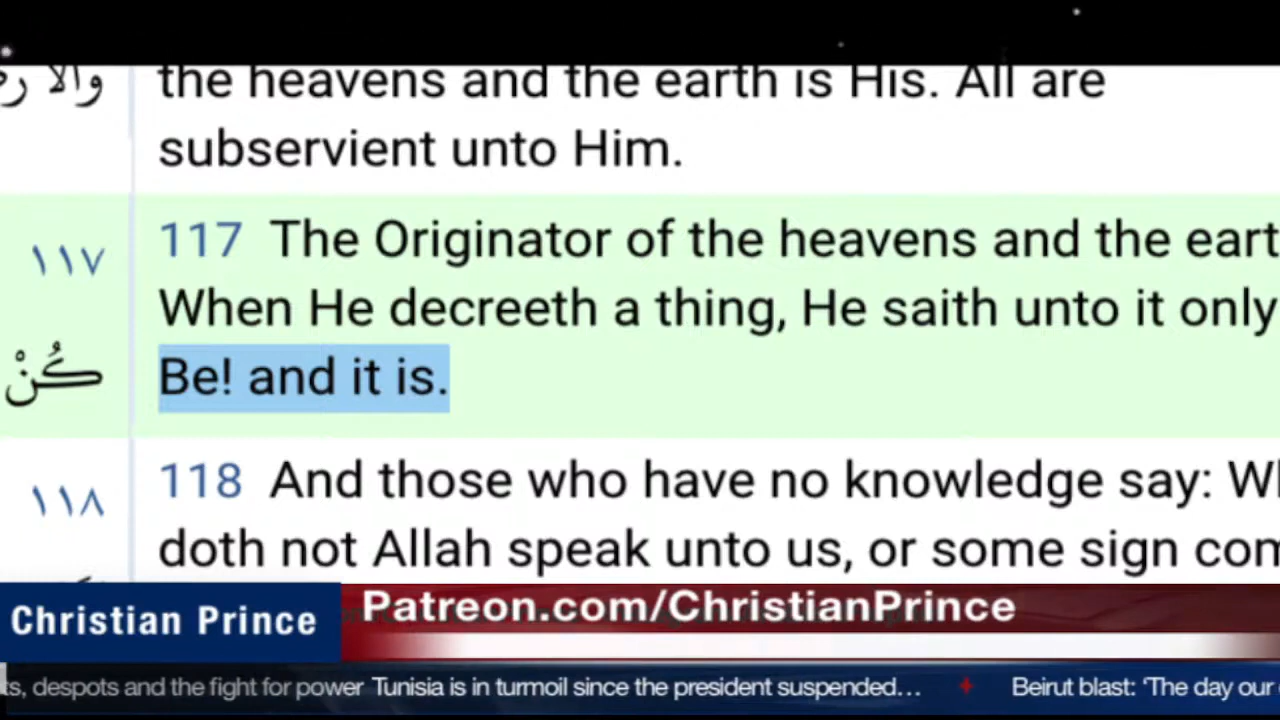 والأرض
the heavens and the earth is His. All are
subservient unto Him.
١١٧
117 The Originator of the heavens and the eart
When He decreeth a thing, He saith unto it only
كُنْ
Be! and it is.
١١٨
118 And those who have no knowledge say: Wh
doth not Allah speak unto us, or some sign com
Christian Prince
Patreon.com/ChristianPrince
ts, despots and the fight for power Tunisia is in turmoil since the president suspended...
Beirut blast: 'The day our